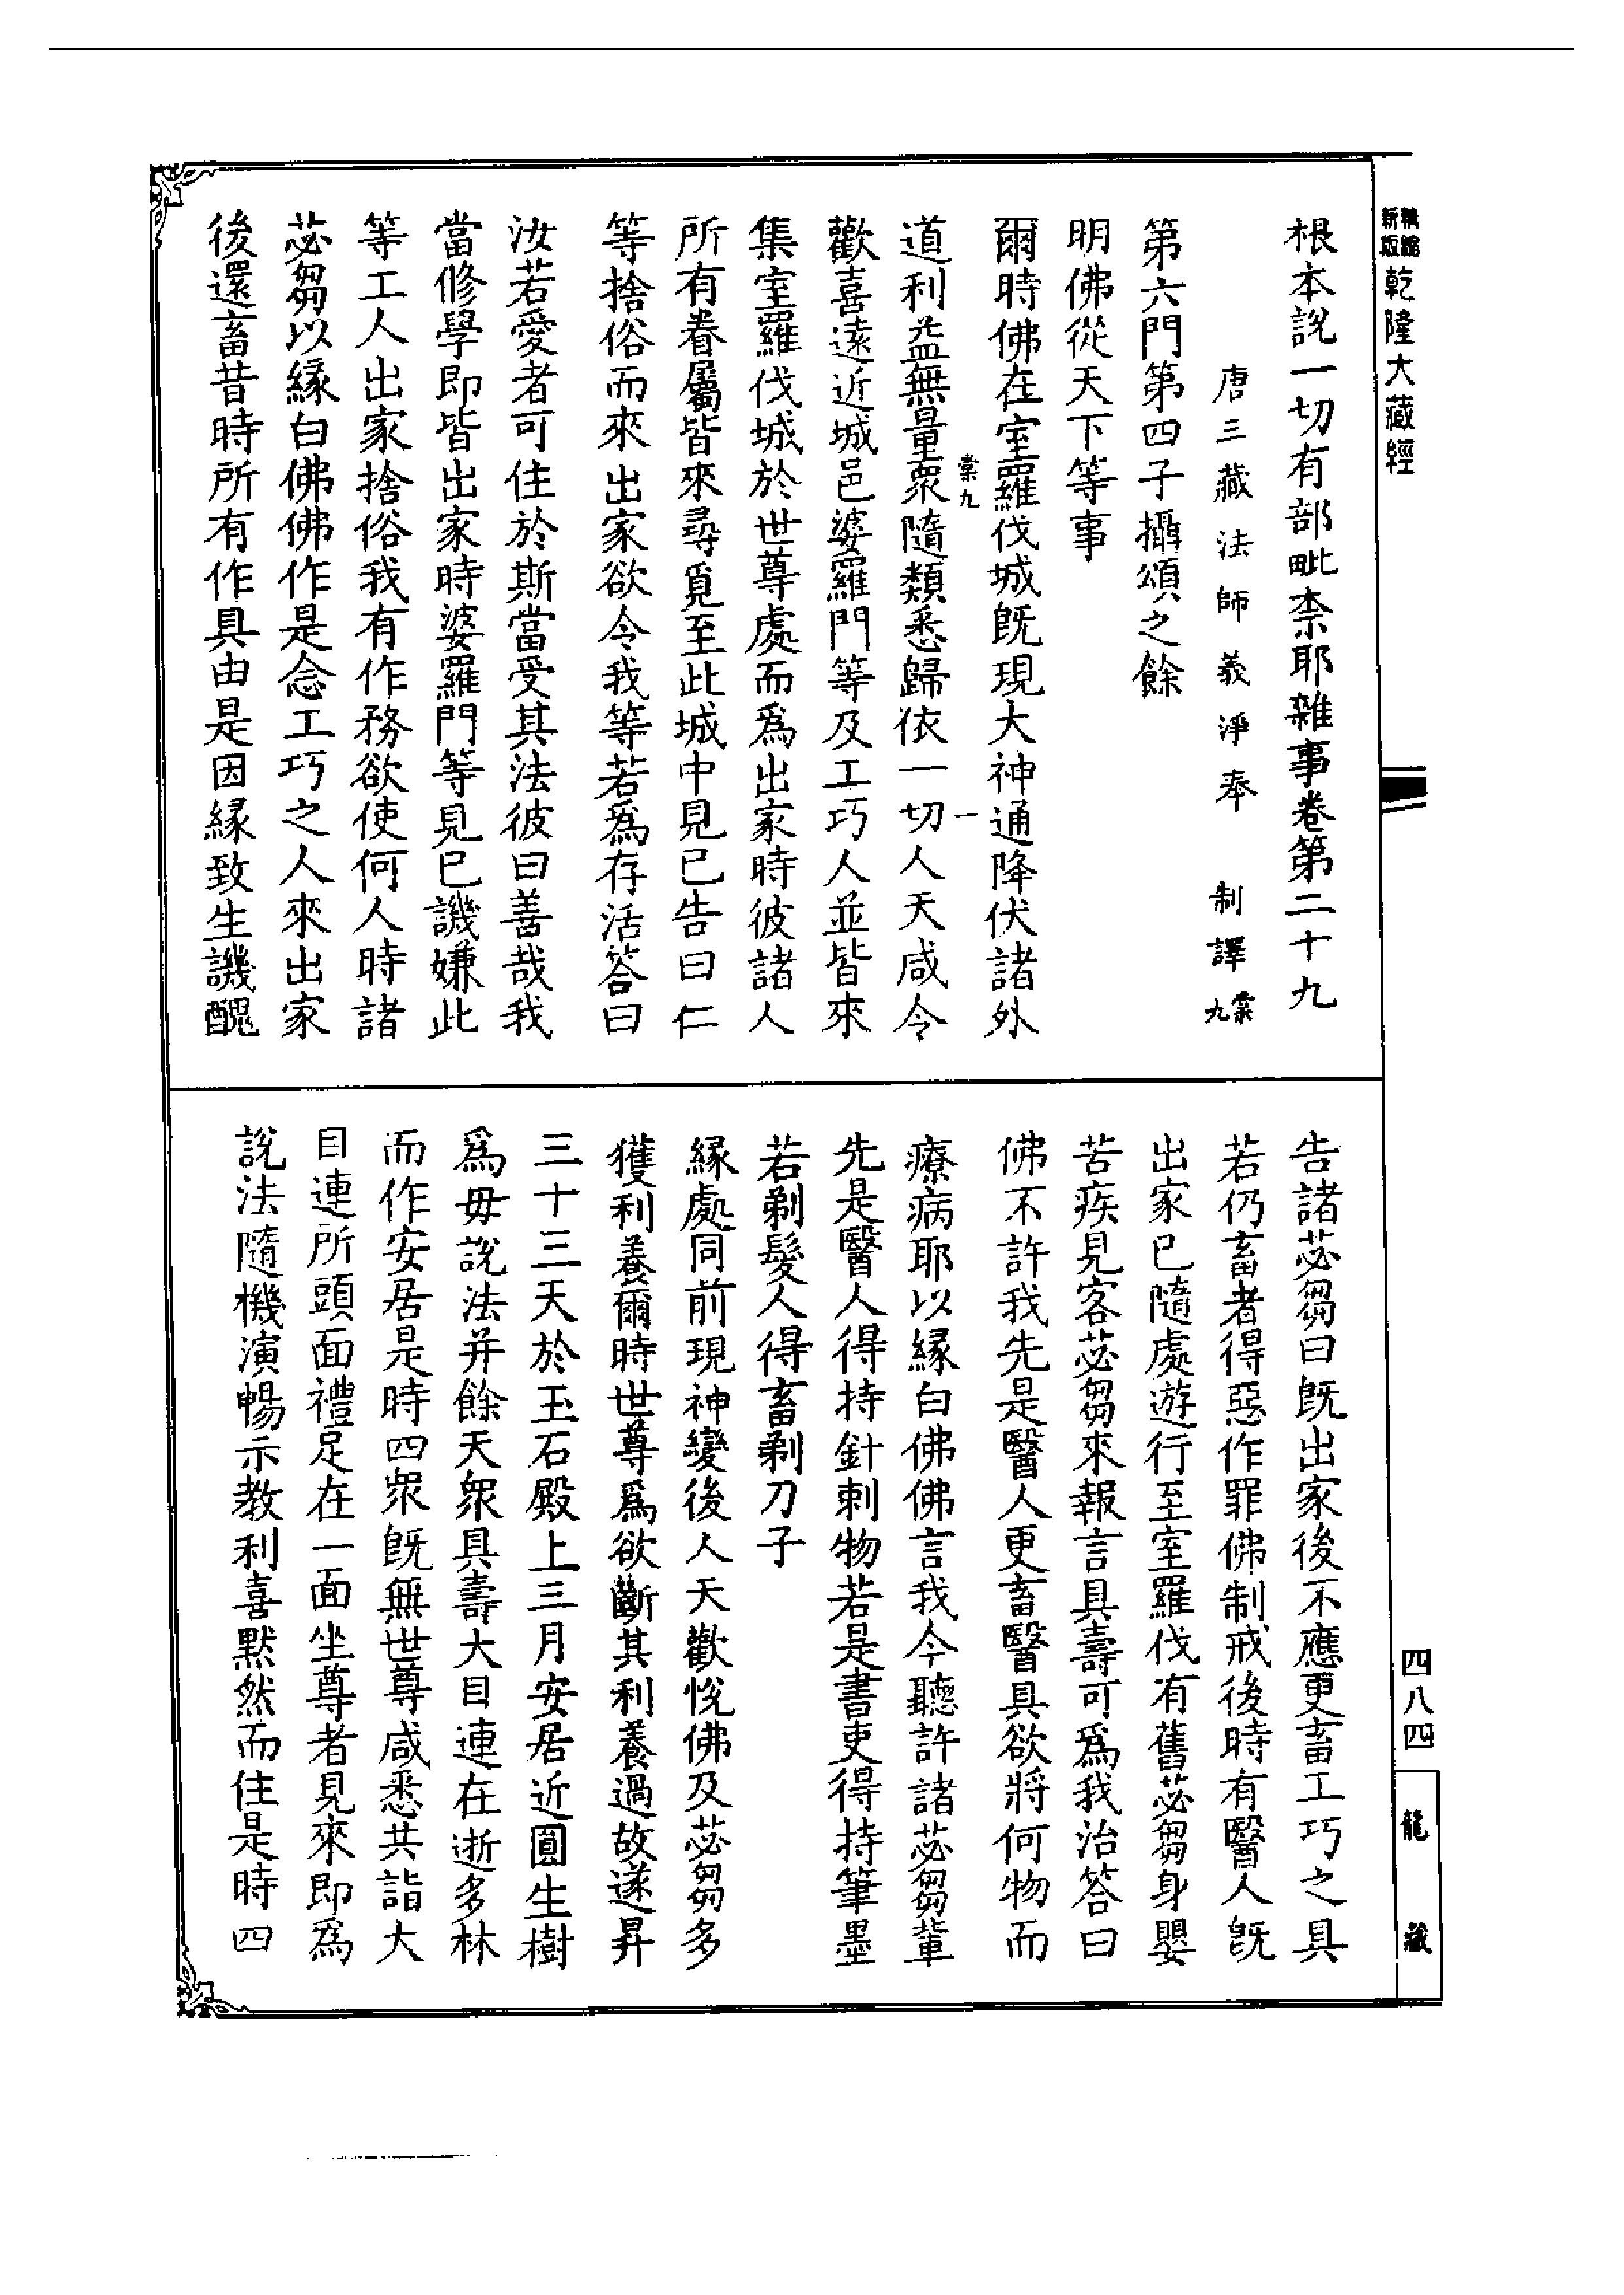 新版精縮乾隆大藏經
四八四
龍藏
根本說一切有部毗柰耶雜事卷第二十九
唐三藏法師義淨奉 制譯 棠九
第六門第四子攝頌之餘
明佛從天下等事
爾時佛在室羅伐城旣現大神通降伏諸外
棠九 一
道利益無量眾隨類悉歸依一切人天咸令
歡喜遠近城邑婆羅門等及工巧人並皆來
集室羅伐城於世尊處而為出家時彼諸人
所有眷屬皆來尋覓至此城中見已告曰仁
等捨俗而來出家欲令我等若為存活答曰
汝若愛者可住於斯當受其法彼曰善哉我
當修學即皆出家時婆羅門等見已譏嫌此
等工人出家捨俗我有作務欲使何人時諸
苾芻以緣白佛佛作是念工巧之人來出家
後還畜昔時所有作具由是因緣致生譏醜
告諸苾芻曰旣出家後不應更畜工巧之具
若仍畜者得惡作罪佛制戒後時有醫人旣
出家已隨處遊行至室羅伐有舊苾芻身嬰
苦疾見客苾芻來報言具壽可為我治答曰
佛不許我先是醫人更畜醫具欲將何物而
療病耶以緣白佛佛言我今聽許諸苾芻輩
先是醫人得持針刺物若是書吏得持筆墨
若剃髮人得畜剃刀子
緣處同前現神變後人天歡悅佛及苾芻多
獲利養爾時世尊為欲斷其利養過故遂昇
三十三天於玉石殿上三月安居近圓生樹
為母說法并餘天眾具壽大目連在逝多林
而作安居是時四眾旣無世尊咸悉共詣大
目連所頭面禮足在一面坐尊者見來即為
說法隨機演暢示教利喜默然而住是時四